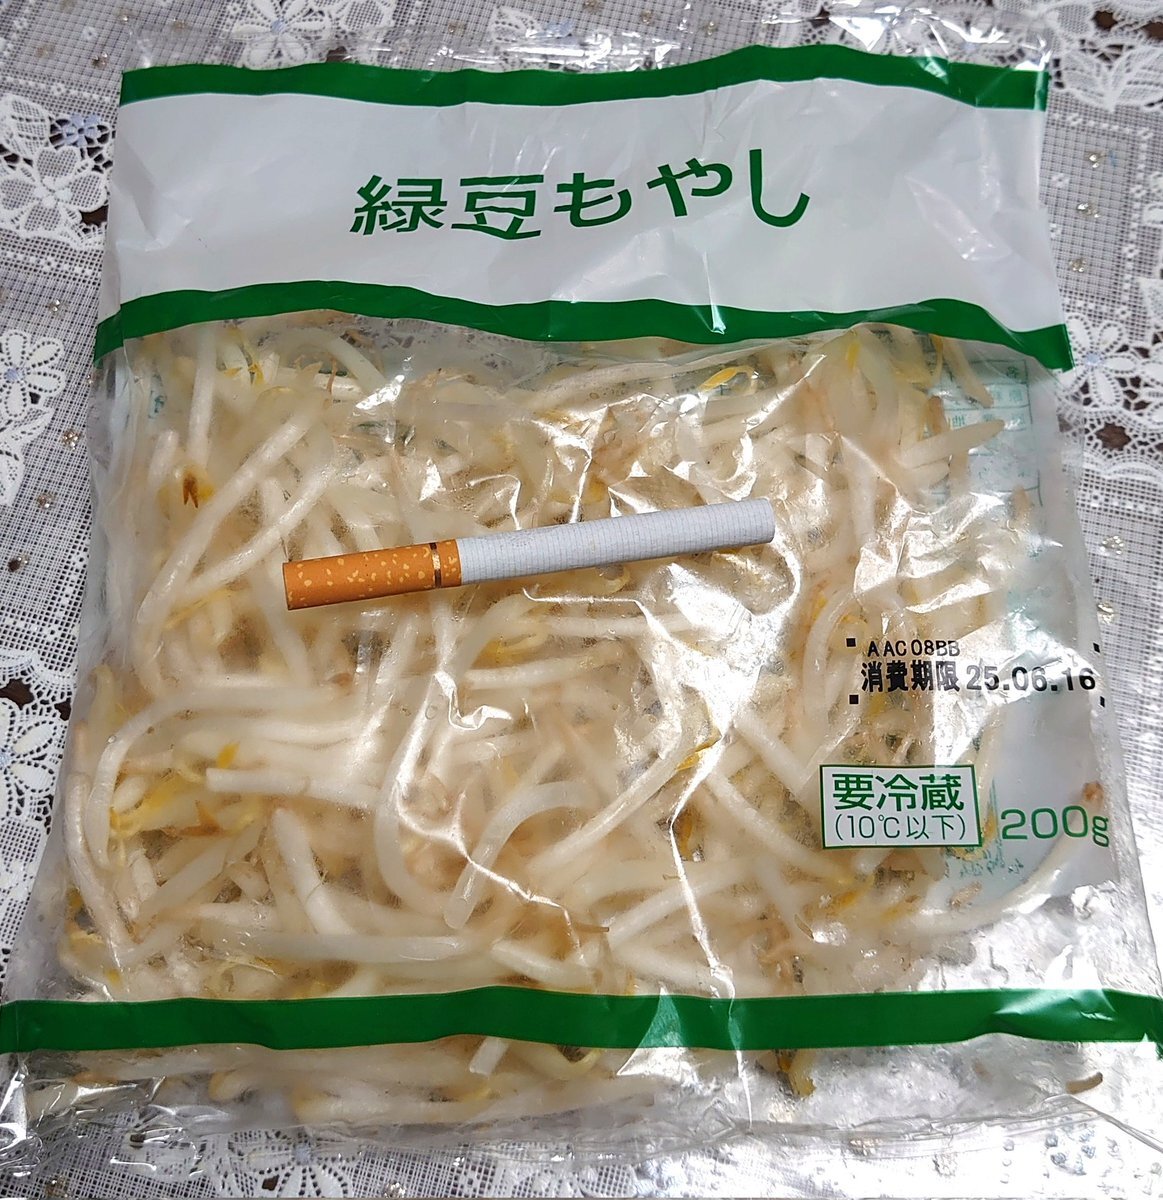 緑豆もやし
AAC08BB
消費期限 25.06.16
要冷蔵
(10℃以下)
200g